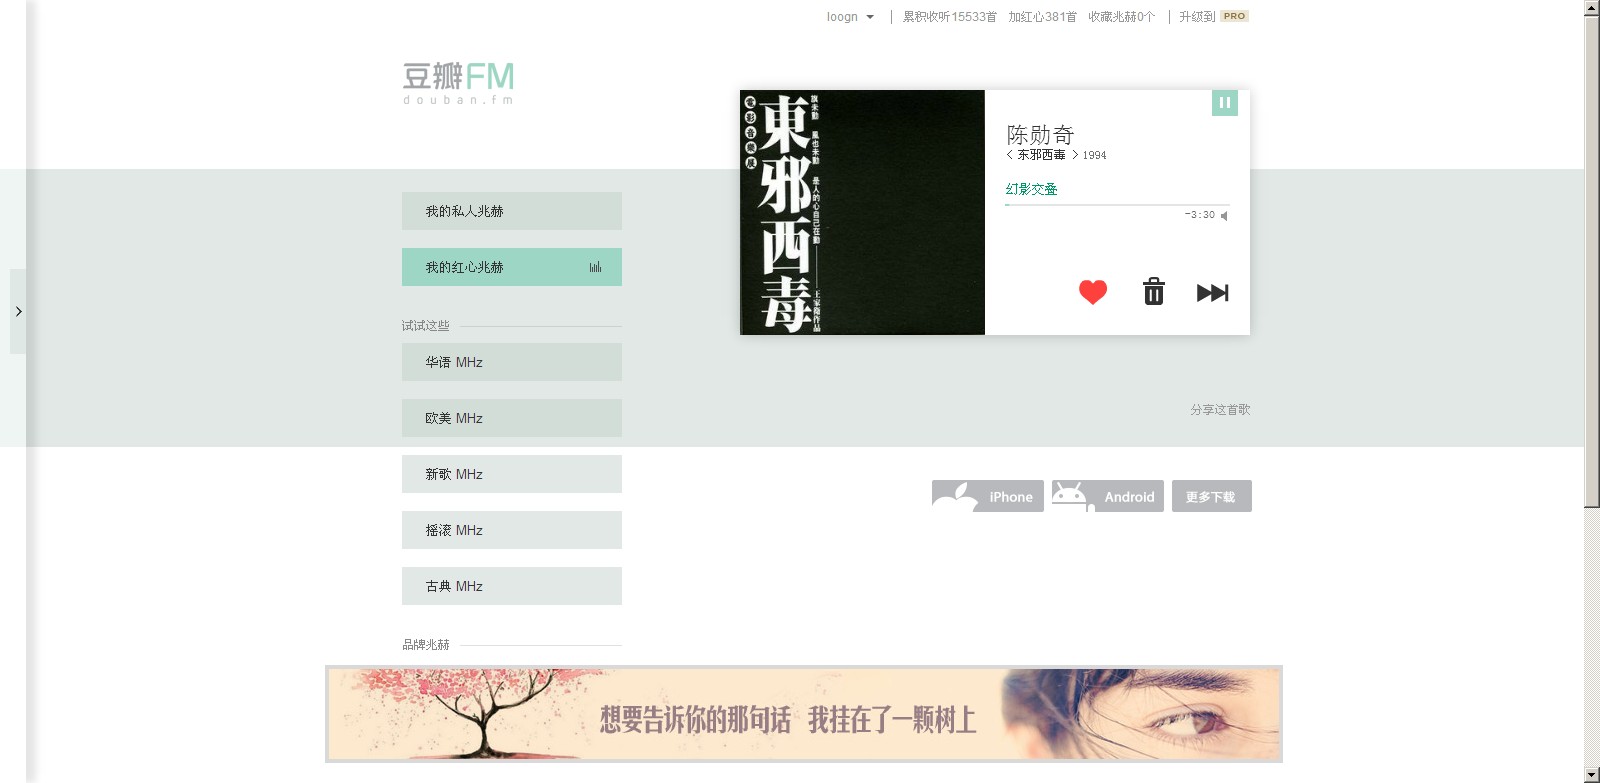 loogn 累积收听15533首 加红心381首 收藏兆赫0个 升级到 PRO
豆瓣FM
douban.fm
電影音樂展
東邪西毒
旗未動 風也未動 是人的心自己在動
王家衛作品
陈勋奇
< 东邪西毒 > 1994
幻影交叠
-3:30
我的私人兆赫
我的红心兆赫
试试这些
华语 MHz
欧美 MHz
新歌 MHz
摇滚 MHz
古典 MHz
品牌兆赫
分享这首歌
iPhone Android 更多下载
想要告诉你的那句话 我挂在了一颗树上